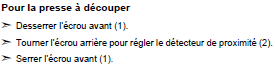 Pour la presse à découper
➣ Desserrer l'écrou avant (1).
➣ Tourner l'écrou arrière pour régler le détecteur de proximité (2).
➣ Serrer l'écrou avant (1).